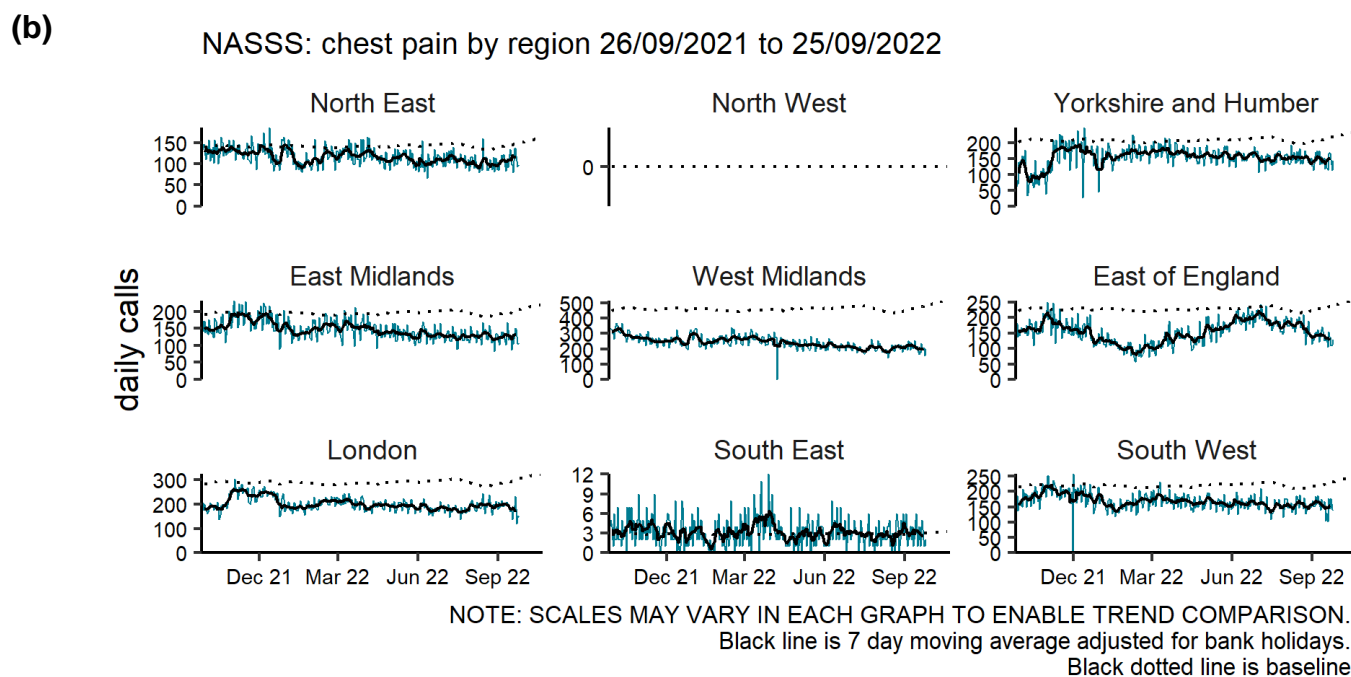 (b)
NASSS: chest pain by region 26/09/2021 to 25/09/2022
North East
150
100
50
0
North West
0
Yorkshire and Humber
200
150
100
50
0
daily calls
East Midlands
200
150
100
50
0
West Midlands
500
400
300
200
100
0
East of England
250
200
150
100
50
0
London
300
200
100
0
Dec 21 Mar 22 Jun 22 Sep 22
South East
12
9
6
3
0
Dec 21 Mar 22 Jun 22 Sep 22
South West
250
200
150
100
50
0
Dec 21 Mar 22 Jun 22 Sep 22
NOTE: SCALES MAY VARY IN EACH GRAPH TO ENABLE TREND COMPARISON.
Black line is 7 day moving average adjusted for bank holidays.
Black dotted line is baseline